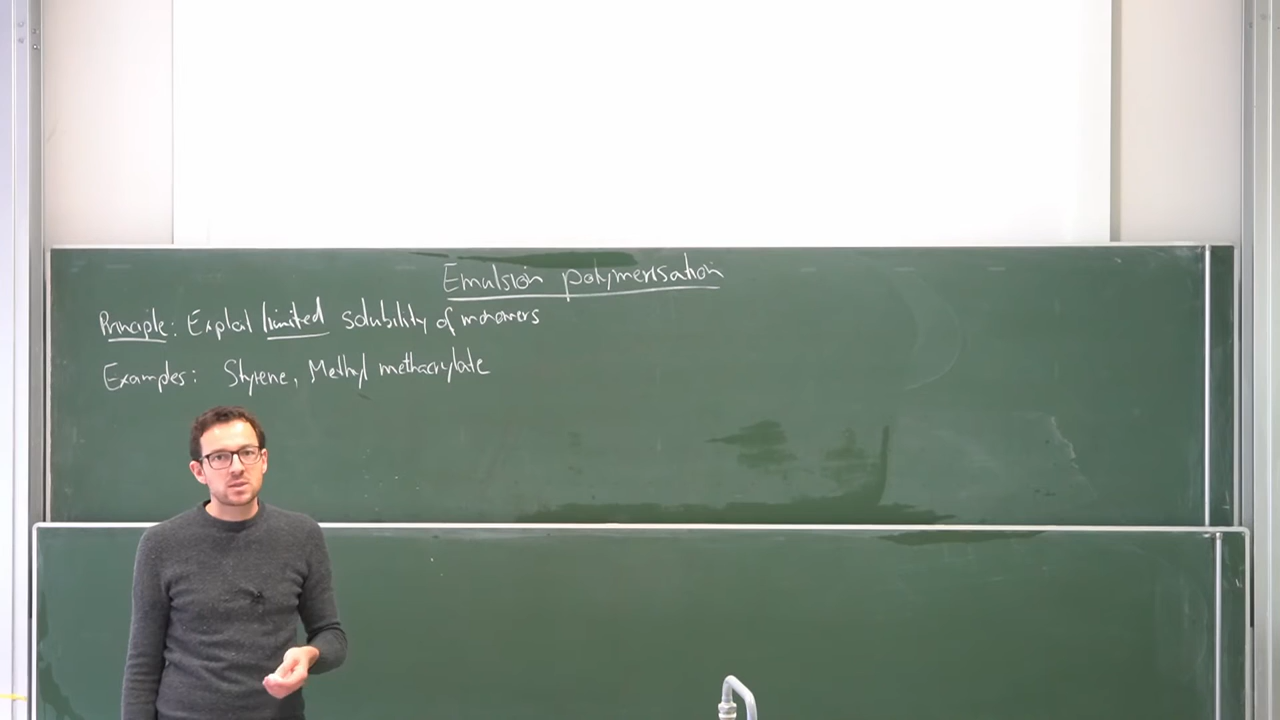 Emulsion polymerisation
Principle: Exploit limited solubility of monomers
Examples: Styrene, Methyl methacrylate